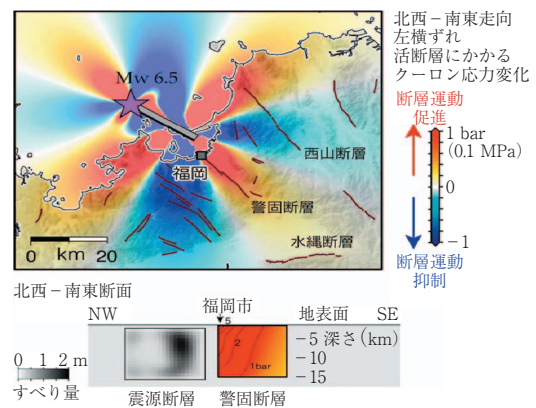 北西－南東走向
左横ずれ
活断層にかかる
クーロン応力変化
断層運動
促進
1 bar
(0.1 MPa)
0
－1
断層運動
抑制
Mw 6.5
福岡
西山断層
警固断層
水縄断層
0 km 20
北西－南東断面
NW
福岡市
地表面
SE
5
2
1bar
－5 深さ(km)
－10
－15
0 1 2 m
すべり量
震源断層
警固断層